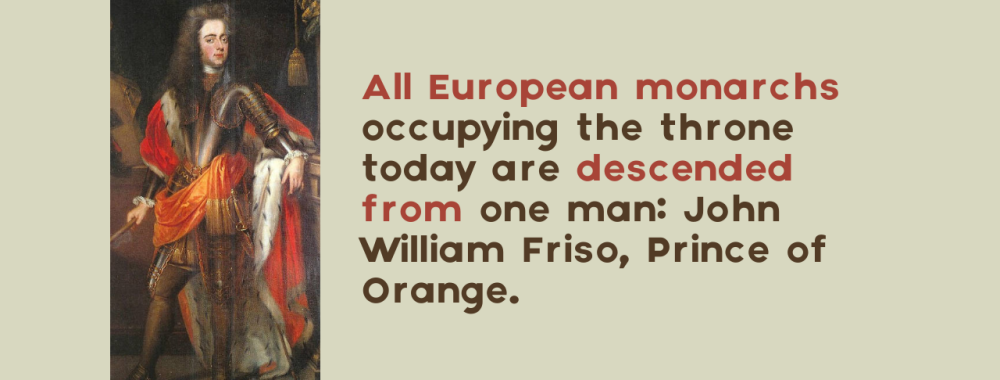 All European monarchs
occupying the throne
today are descended
from one man: John
William Friso, Prince of
Orange.